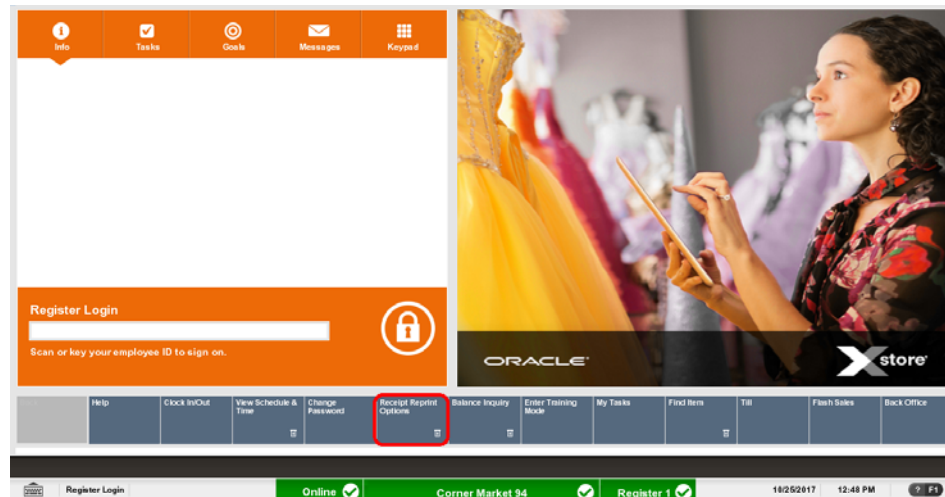 Info
Tasks
Goals
Messages
Keypad
Register Login
Scan or key your employee ID to sign on.
ORACLE
Xstore
Help
Clock In/Out
View Schedule &
Time
Change
Password
Receipt Reprint
Options
Balance Inquiry
Enter Training
Mode
My Tasks
Find Item
Till
Flash Sales
Back Office
Register Login
Online
Corner Market 94
Register 1
10/25/2017
12:48 PM
? F1